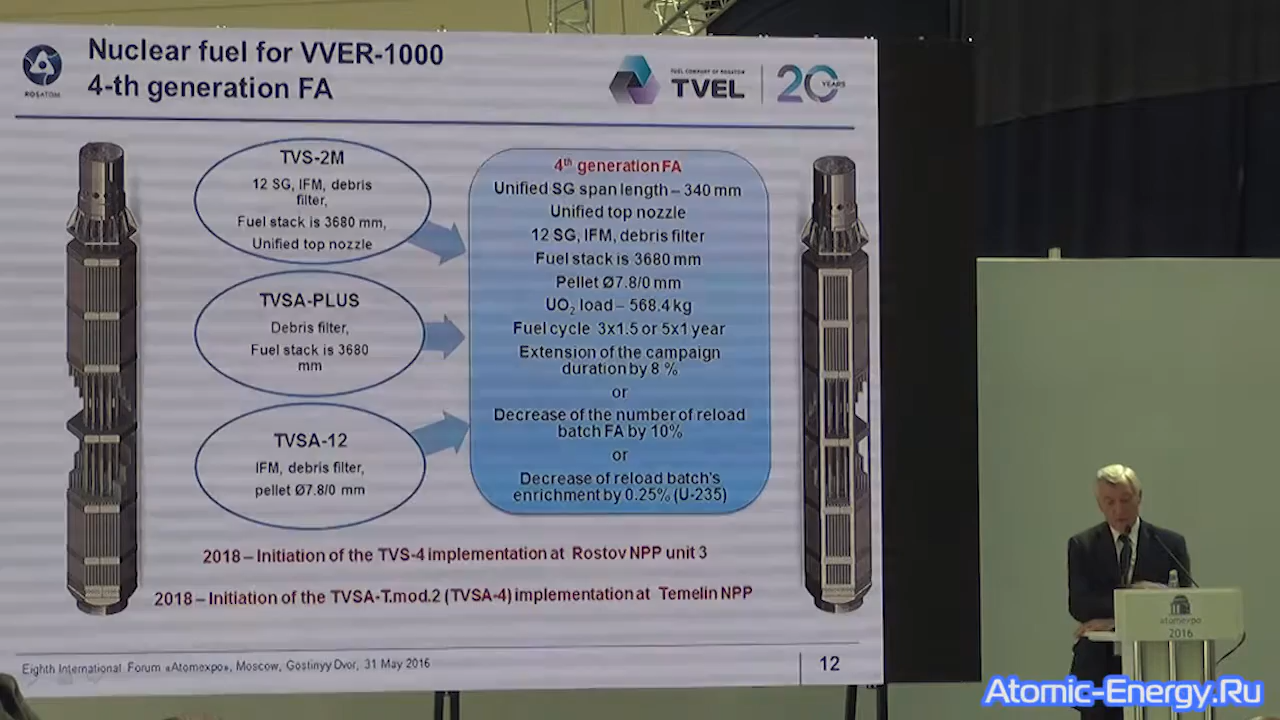 Nuclear fuel for VVER-1000
4-th generation FA
ROSATOM
FUEL COMPANY OF ROSATOM
TVEL
20 YEARS
TVS-2M
12 SG, IFM, debris
filter,
Fuel stack is 3680 mm,
Unified top nozzle
TVSA-PLUS
Debris filter,
Fuel stack is 3680
mm
TVSA-12
IFM, debris filter,
pellet Ø7.8/0 mm
4th generation FA
Unified SG span length – 340 mm
Unified top nozzle
12 SG, IFM, debris filter
Fuel stack is 3680 mm
Pellet Ø7.8/0 mm
UO2 load – 568.4 kg
Fuel cycle 3x1.5 or 5x1 year
Extension of the campaign
duration by 8 %
or
Decrease of the number of reload
batch FA by 10%
or
Decrease of reload batch's
enrichment by 0.25% (U-235)
2018 – Initiation of the TVS-4 implementation at Rostov NPP unit 3
2018 – Initiation of the TVSA-T.mod.2 (TVSA-4) implementation at Temelin NPP
Eighth International Forum «Atomexpo», Moscow, Gostinyy Dvor, 31 May 2016
12
atomexpo
2016
Atomic-Energy.Ru